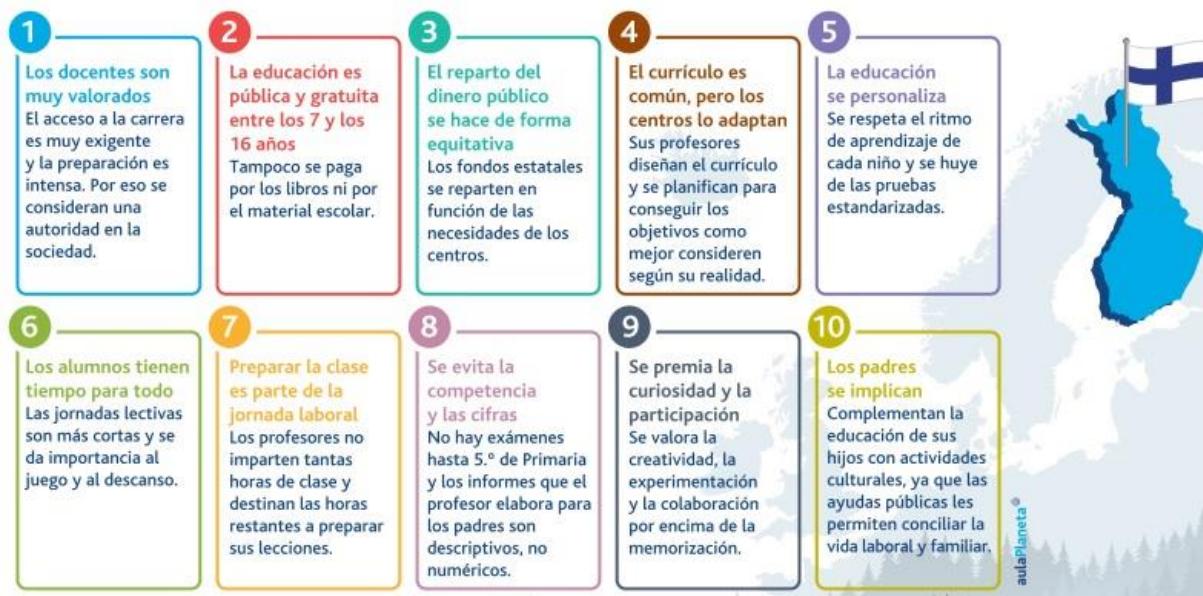 1
Los docentes son
muy valorados
El acceso a la carrera
es muy exigente
y la preparación es
intensa. Por eso se
consideran una
autoridad en la
sociedad.
2
La educación es
pública y gratuita
entre los 7 y los
16 años
Tampoco se paga
por los libros ni por
el material escolar.
3
El reparto del
dinero público
se hace de forma
equitativa
Los fondos estatales
se reparten en
función de las
necesidades de los
centros.
4
El currículo es
común, pero los
centros lo adaptan
Sus profesores
diseñan el currículo
y se planifican para
conseguir los
objetivos como
mejor consideren
según su realidad.
5
La educación
se personaliza
Se respeta el ritmo
de aprendizaje de
cada niño y se huye
de las pruebas
estandarizadas.
6
Los alumnos tienen
tiempo para todo
Las jornadas lectivas
son más cortas y se
da importancia al
juego y al descanso.
7
Preparar la clase
es parte de la
jornada laboral
Los profesores no
imparten tantas
horas de clase y
destinan las horas
restantes a preparar
sus lecciones.
8
Se evita la
competencia
y las cifras
No hay exámenes
hasta 5.º de Primaria
y los informes que el
profesor elabora para
los padres son
descriptivos, no
numéricos.
9
Se premia la
curiosidad y la
participación
Se valora la
creatividad, la
experimentación
y la colaboración
por encima de la
memorización.
10
Los padres
se implican
Complementan la
educación de sus
hijos con actividades
culturales, ya que las
ayudas públicas les
permiten conciliar la
vida laboral y familiar.
aulaPlaneta